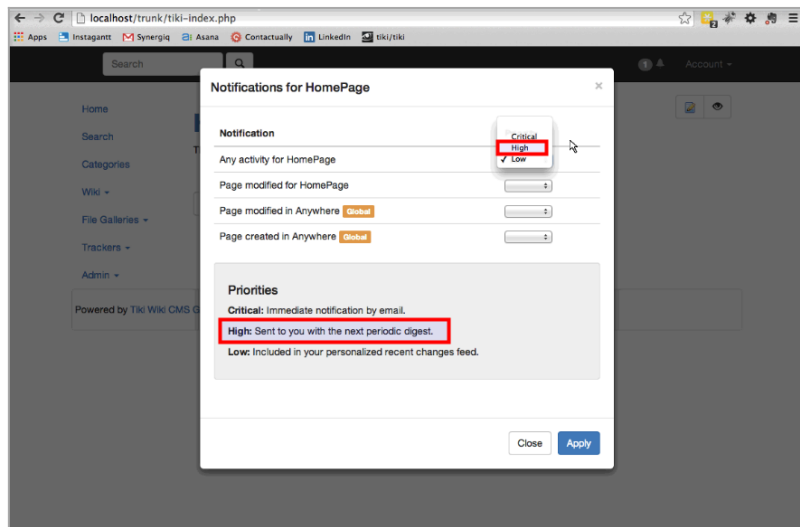 localhost/trunk/tiki-index.php
Apps Instagantt Synergiq Asana Contactually LinkedIn tiki/tiki
Search 1 Account
Notifications for HomePage ×
Home
Search
Categories
Wiki
File Galleries
Trackers
Admin
Powered by Tiki Wiki CMS G
Notification
Critical
High
✓ Low
Any activity for HomePage
Page modified for HomePage
Page modified in Anywhere Global
Page created in Anywhere Global
Priorities
Critical: Immediate notification by email.
High: Sent to you with the next periodic digest.
Low: Included in your personalized recent changes feed.
Close Apply